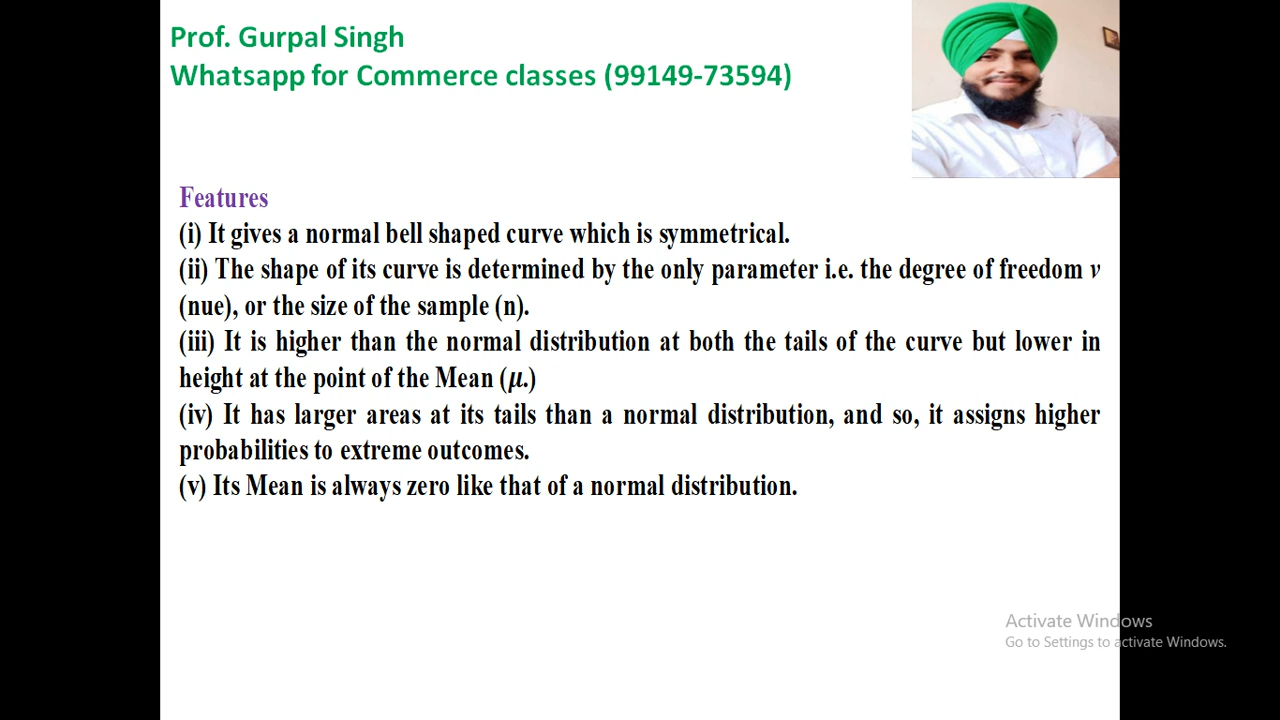 Prof. Gurpal Singh
Whatsapp for Commerce classes (99149-73594)
Features
(i) It gives a normal bell shaped curve which is symmetrical.
(ii) The shape of its curve is determined by the only parameter i.e. the degree of freedom v
(nue), or the size of the sample (n).
(iii) It is higher than the normal distribution at both the tails of the curve but lower in
height at the point of the Mean (μ.)
(iv) It has larger areas at its tails than a normal distribution, and so, it assigns higher
probabilities to extreme outcomes.
(v) Its Mean is always zero like that of a normal distribution.
Activate Windows
Go to Settings to activate Windows.